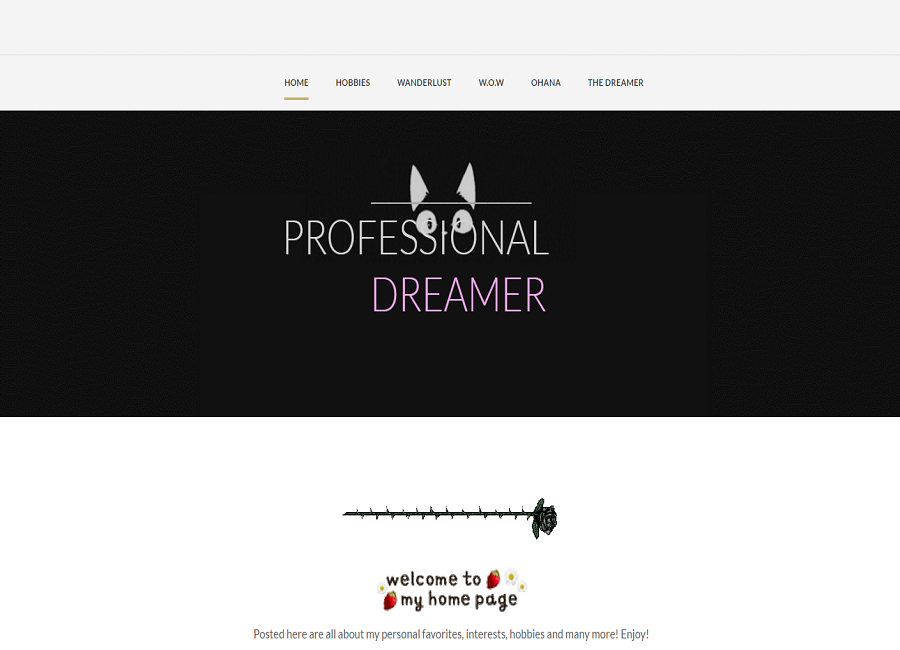 HOME HOBBIES WANDERLUST W.O.W OHANA THE DREAMER
PROFESSIONAL
DREAMER
welcome to
my home page
Posted here are all about my personal favorites, interests, hobbies and many more! Enjoy!